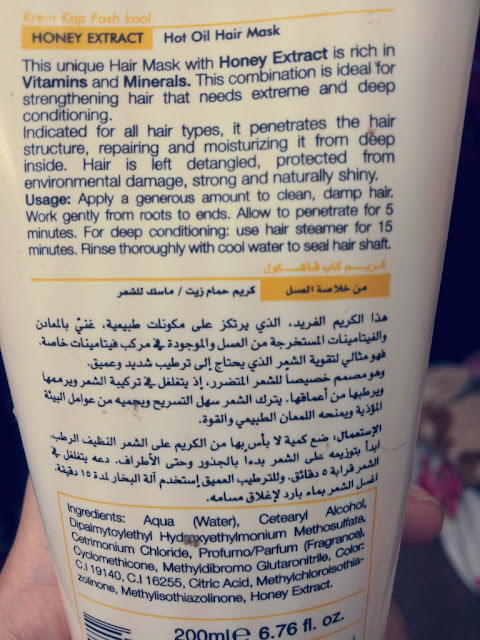 Krem Kap Fash kool
HONEY EXTRACT Hot Oil Hair Mask
This unique Hair Mask with Honey Extract is rich in
Vitamins and Minerals. This combination is ideal for
strengthening hair that needs extreme and deep
conditioning.
Indicated for all hair types, it penetrates the hair
structure, repairing and moisturizing it from deep
inside. Hair is left detangled, protected from
environmental damage, strong and naturally shiny.
Usage: Apply a generous amount to clean, damp hair.
Work gently from roots to ends. Allow to penetrate for 5
minutes. For deep conditioning: use hair steamer for 15
minutes. Rinse thoroughly with cool water to seal hair shaft.
كريم كاب فاشكول
من خلاصة العسل كريم حمام زيت / ماسك للشعر
هذا الكريم الفريد، الذي يرتكز على مكونات طبيعية، غنيّ بالمعادن
والفيتامينات المستخرجة من العسل والموجودة في مركب فيتامينات خاصة.
فهو مثالي لتقوية الشعر الذي يحتاج إلى ترطيب شديد وعميق.
وهو مصمم خصيصاً للشعر المتضرر. إذ يتغلغل في تركيبة الشعر ويرممها
ويرطبها من أعماقها. يترك الشعر سهل التسريح ويحميه من عوامل البيئة
المؤذية ويمنحه اللمعان الطبيعي والقوة.
الإستعمال: ضع كمية لا بأس بها من الكريم على الشعر النظيف الرطب.
ابدأ بتوزيعه على الشعر بدءاً بالجذور وحتى الأطراف. دعه يتغلغل في
الشعر قرابة ٥ دقائق. وللترطيب العميق إستخدم آلة البخار لمدة ١٥ دقيقة.
اغسل الشعر بماء بارد لإغلاق مسامه.
Ingredients: Aqua (Water), Cetearyl Alcohol,
Dipalmytoylethyl Hydroxyethylmonium Methosulfate,
Cetrimonium Chloride, Profumo/Parfum (Fragrance),
Cyclomethicone, Methyldibromo Glutaronitrile, Color:
C.I 19140, C.I 16255, Citric Acid, Methylchloroisothia-
zolinone, Methylisothiazolinone, Honey Extract.
200ml e 6.76 fl. oz.